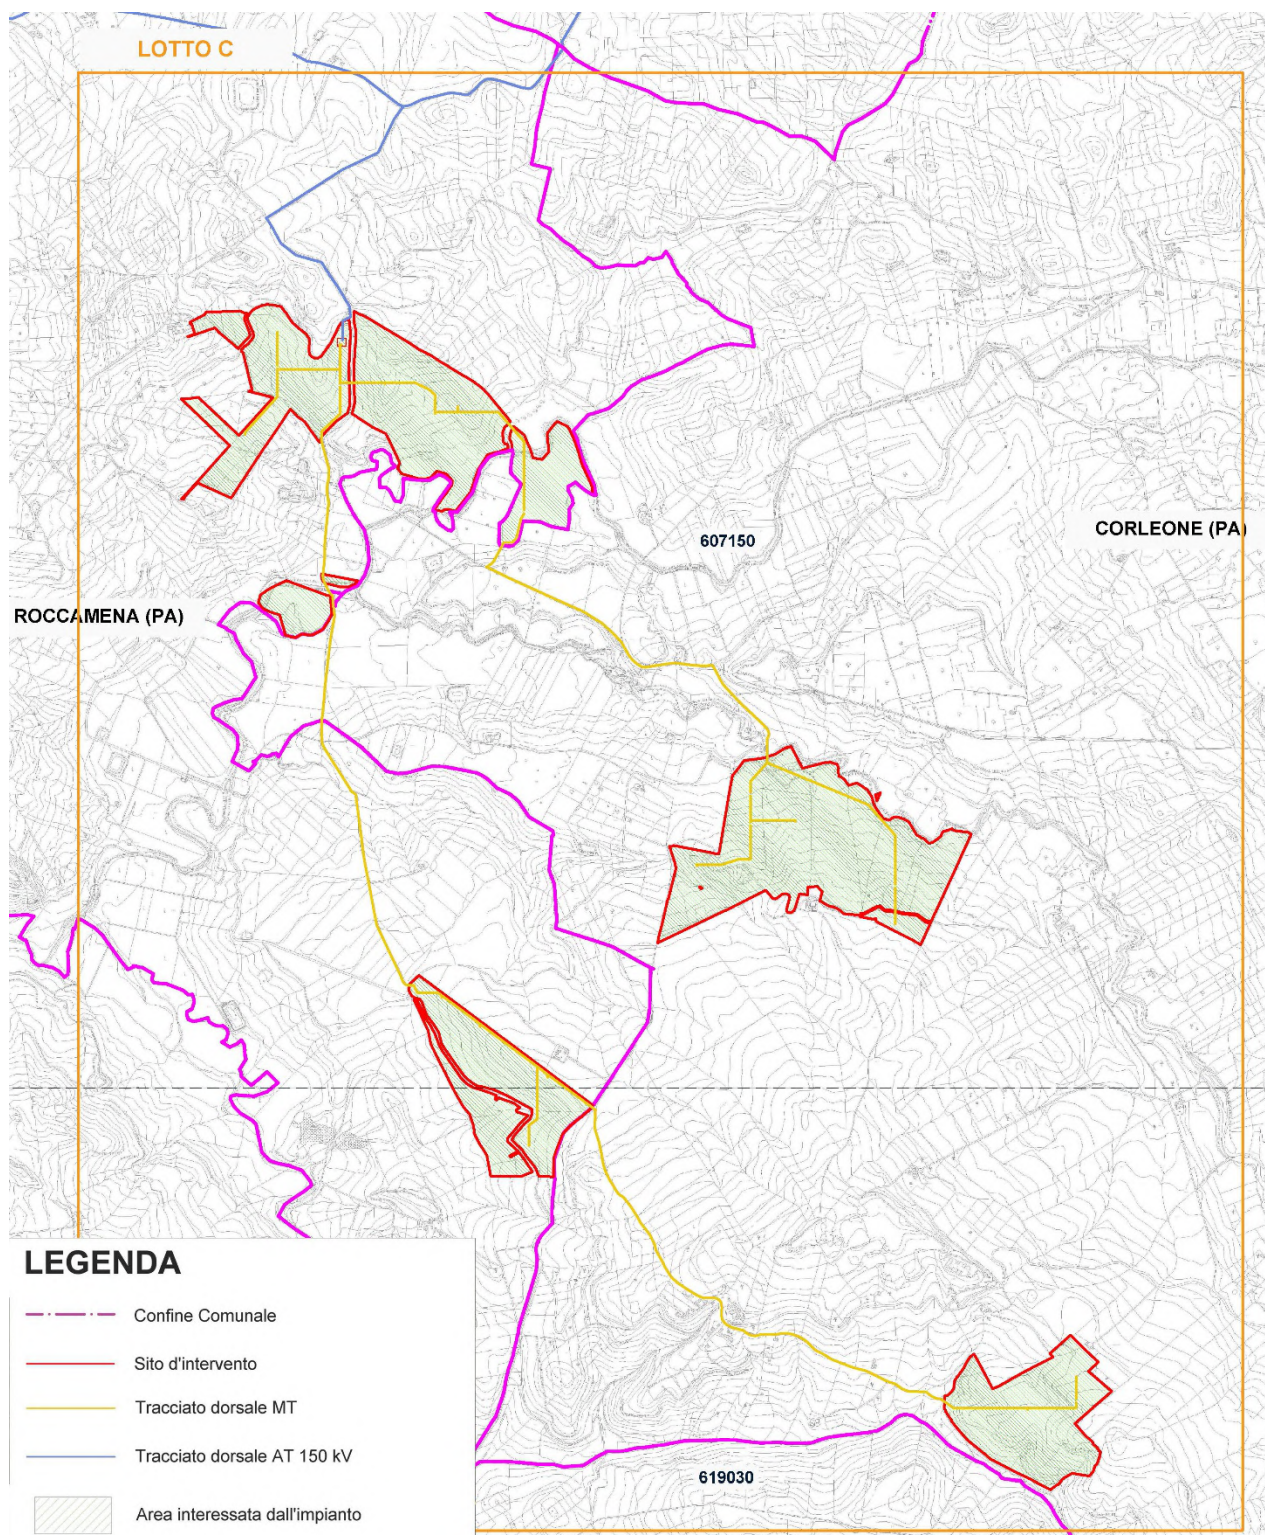 LOTTO C
607150
CORLEONE (PA)
ROCCAMENA (PA)
LEGENDA
Confine Comunale
Sito d'intervento
Tracciato dorsale MT
Tracciato dorsale AT 150 kV
619030
Area interessata dall'impianto